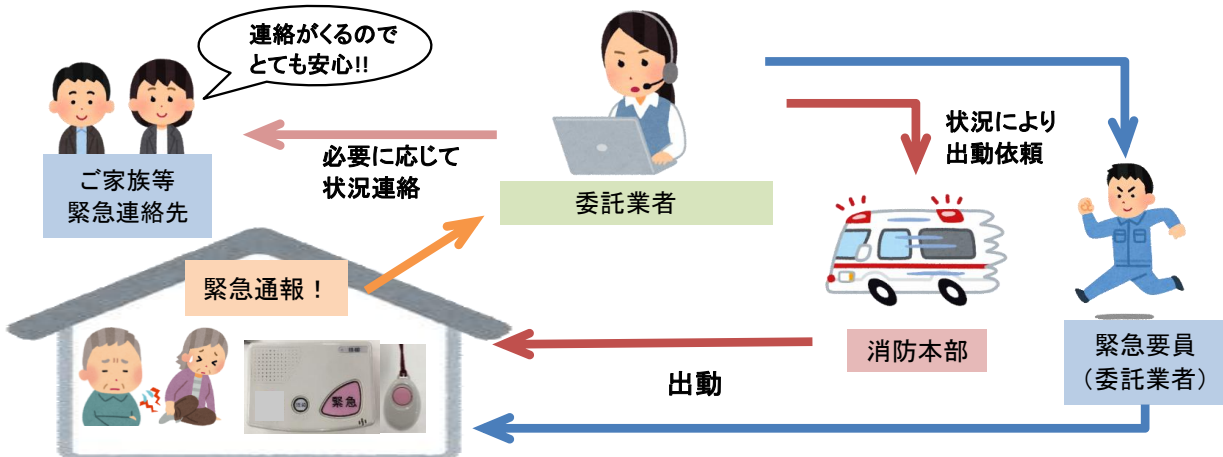 連絡がくるので
とても安心!!
ご家族等
緊急連絡先
必要に応じて
状況連絡
委託業者
状況により
出動依頼
緊急通報！
緊急
消防本部
緊急要員
（委託業者）
出動